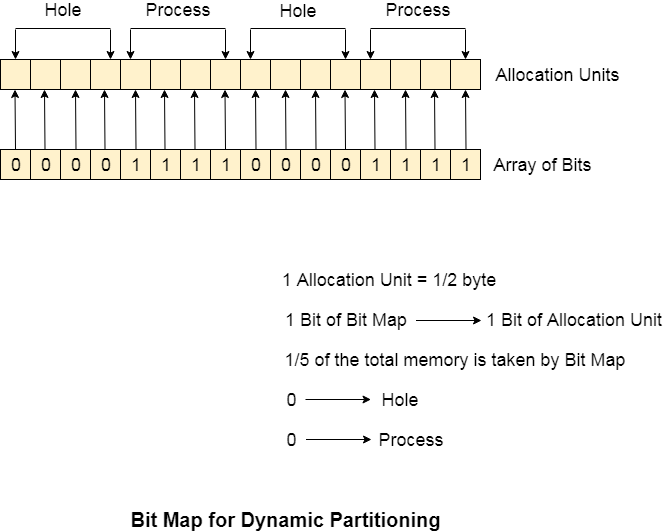 Hole Process Hole Process
Allocation Units
0 0 0 0 1 1 1 1 0 0 0 0 1 1 1 1 Array of Bits
1 Allocation Unit = 1/2 byte
1 Bit of Bit Map 1 Bit of Allocation Unit
1/5 of the total memory is taken by Bit Map
0 Hole
0 Process
Bit Map for Dynamic Partitioning